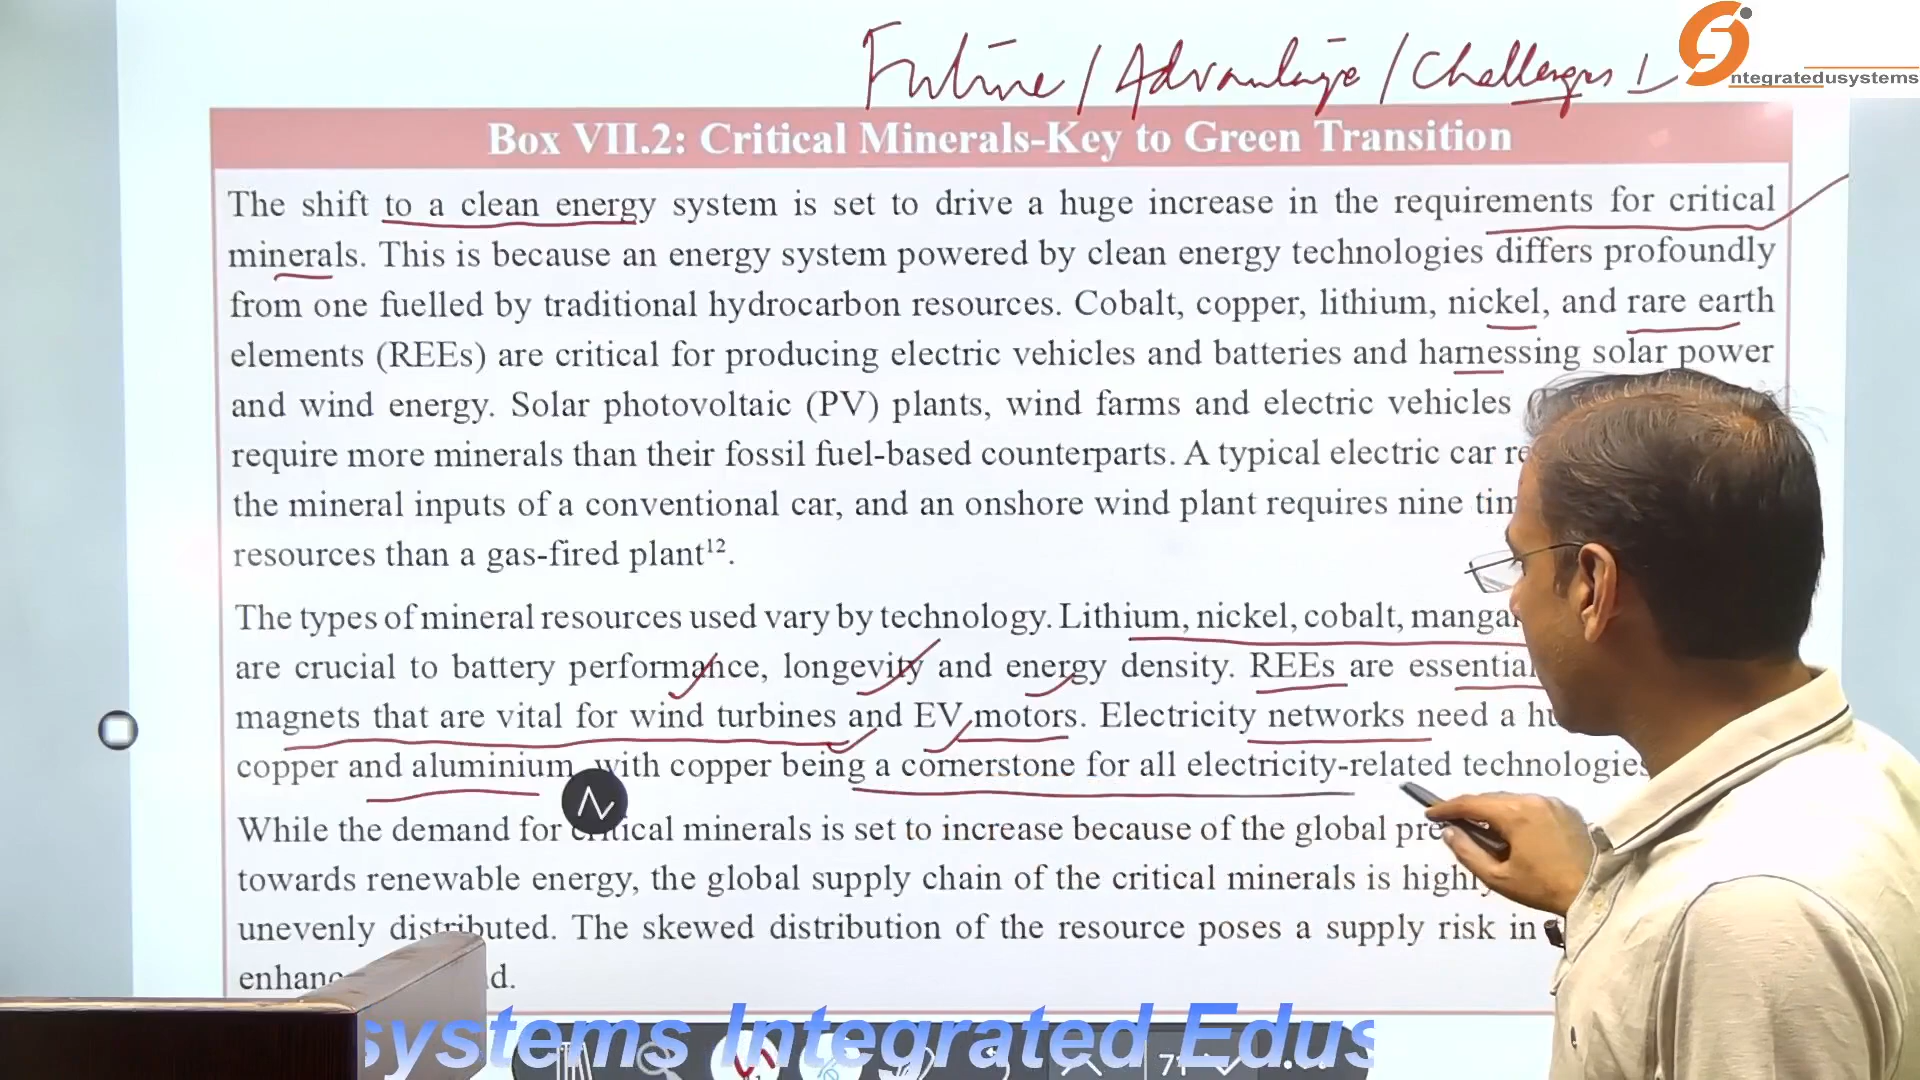 Future / Advantage / Challenges
ntegratedusystems
Box VII.2: Critical Minerals-Key to Green Transition
The shift to a clean energy system is set to drive a huge increase in the requirements for critical
minerals. This is because an energy system powered by clean energy technologies differs profoundly
from one fuelled by traditional hydrocarbon resources. Cobalt, copper, lithium, nickel, and rare earth
elements (REEs) are critical for producing electric vehicles and batteries and harnessing solar power
and wind energy. Solar photovoltaic (PV) plants, wind farms and electric vehicles
require more minerals than their fossil fuel-based counterparts. A typical electric car
the mineral inputs of a conventional car, and an onshore wind plant requires nine
resources than a gas-fired plant¹².
The types of mineral resources used vary by technology. Lithium, nickel, cobalt,
are crucial to battery performance, longevity and energy density. REEs are essential
magnets that are vital for wind turbines and EV motors. Electricity networks need a
copper and aluminium, with copper being a cornerstone for all electricity-related technologies
While the demand for critical minerals is set to increase because of the global
towards renewable energy, the global supply chain of the critical minerals is highly
unevenly distributed. The skewed distribution of the resource poses a supply risk in
systems Integrated Edus
71